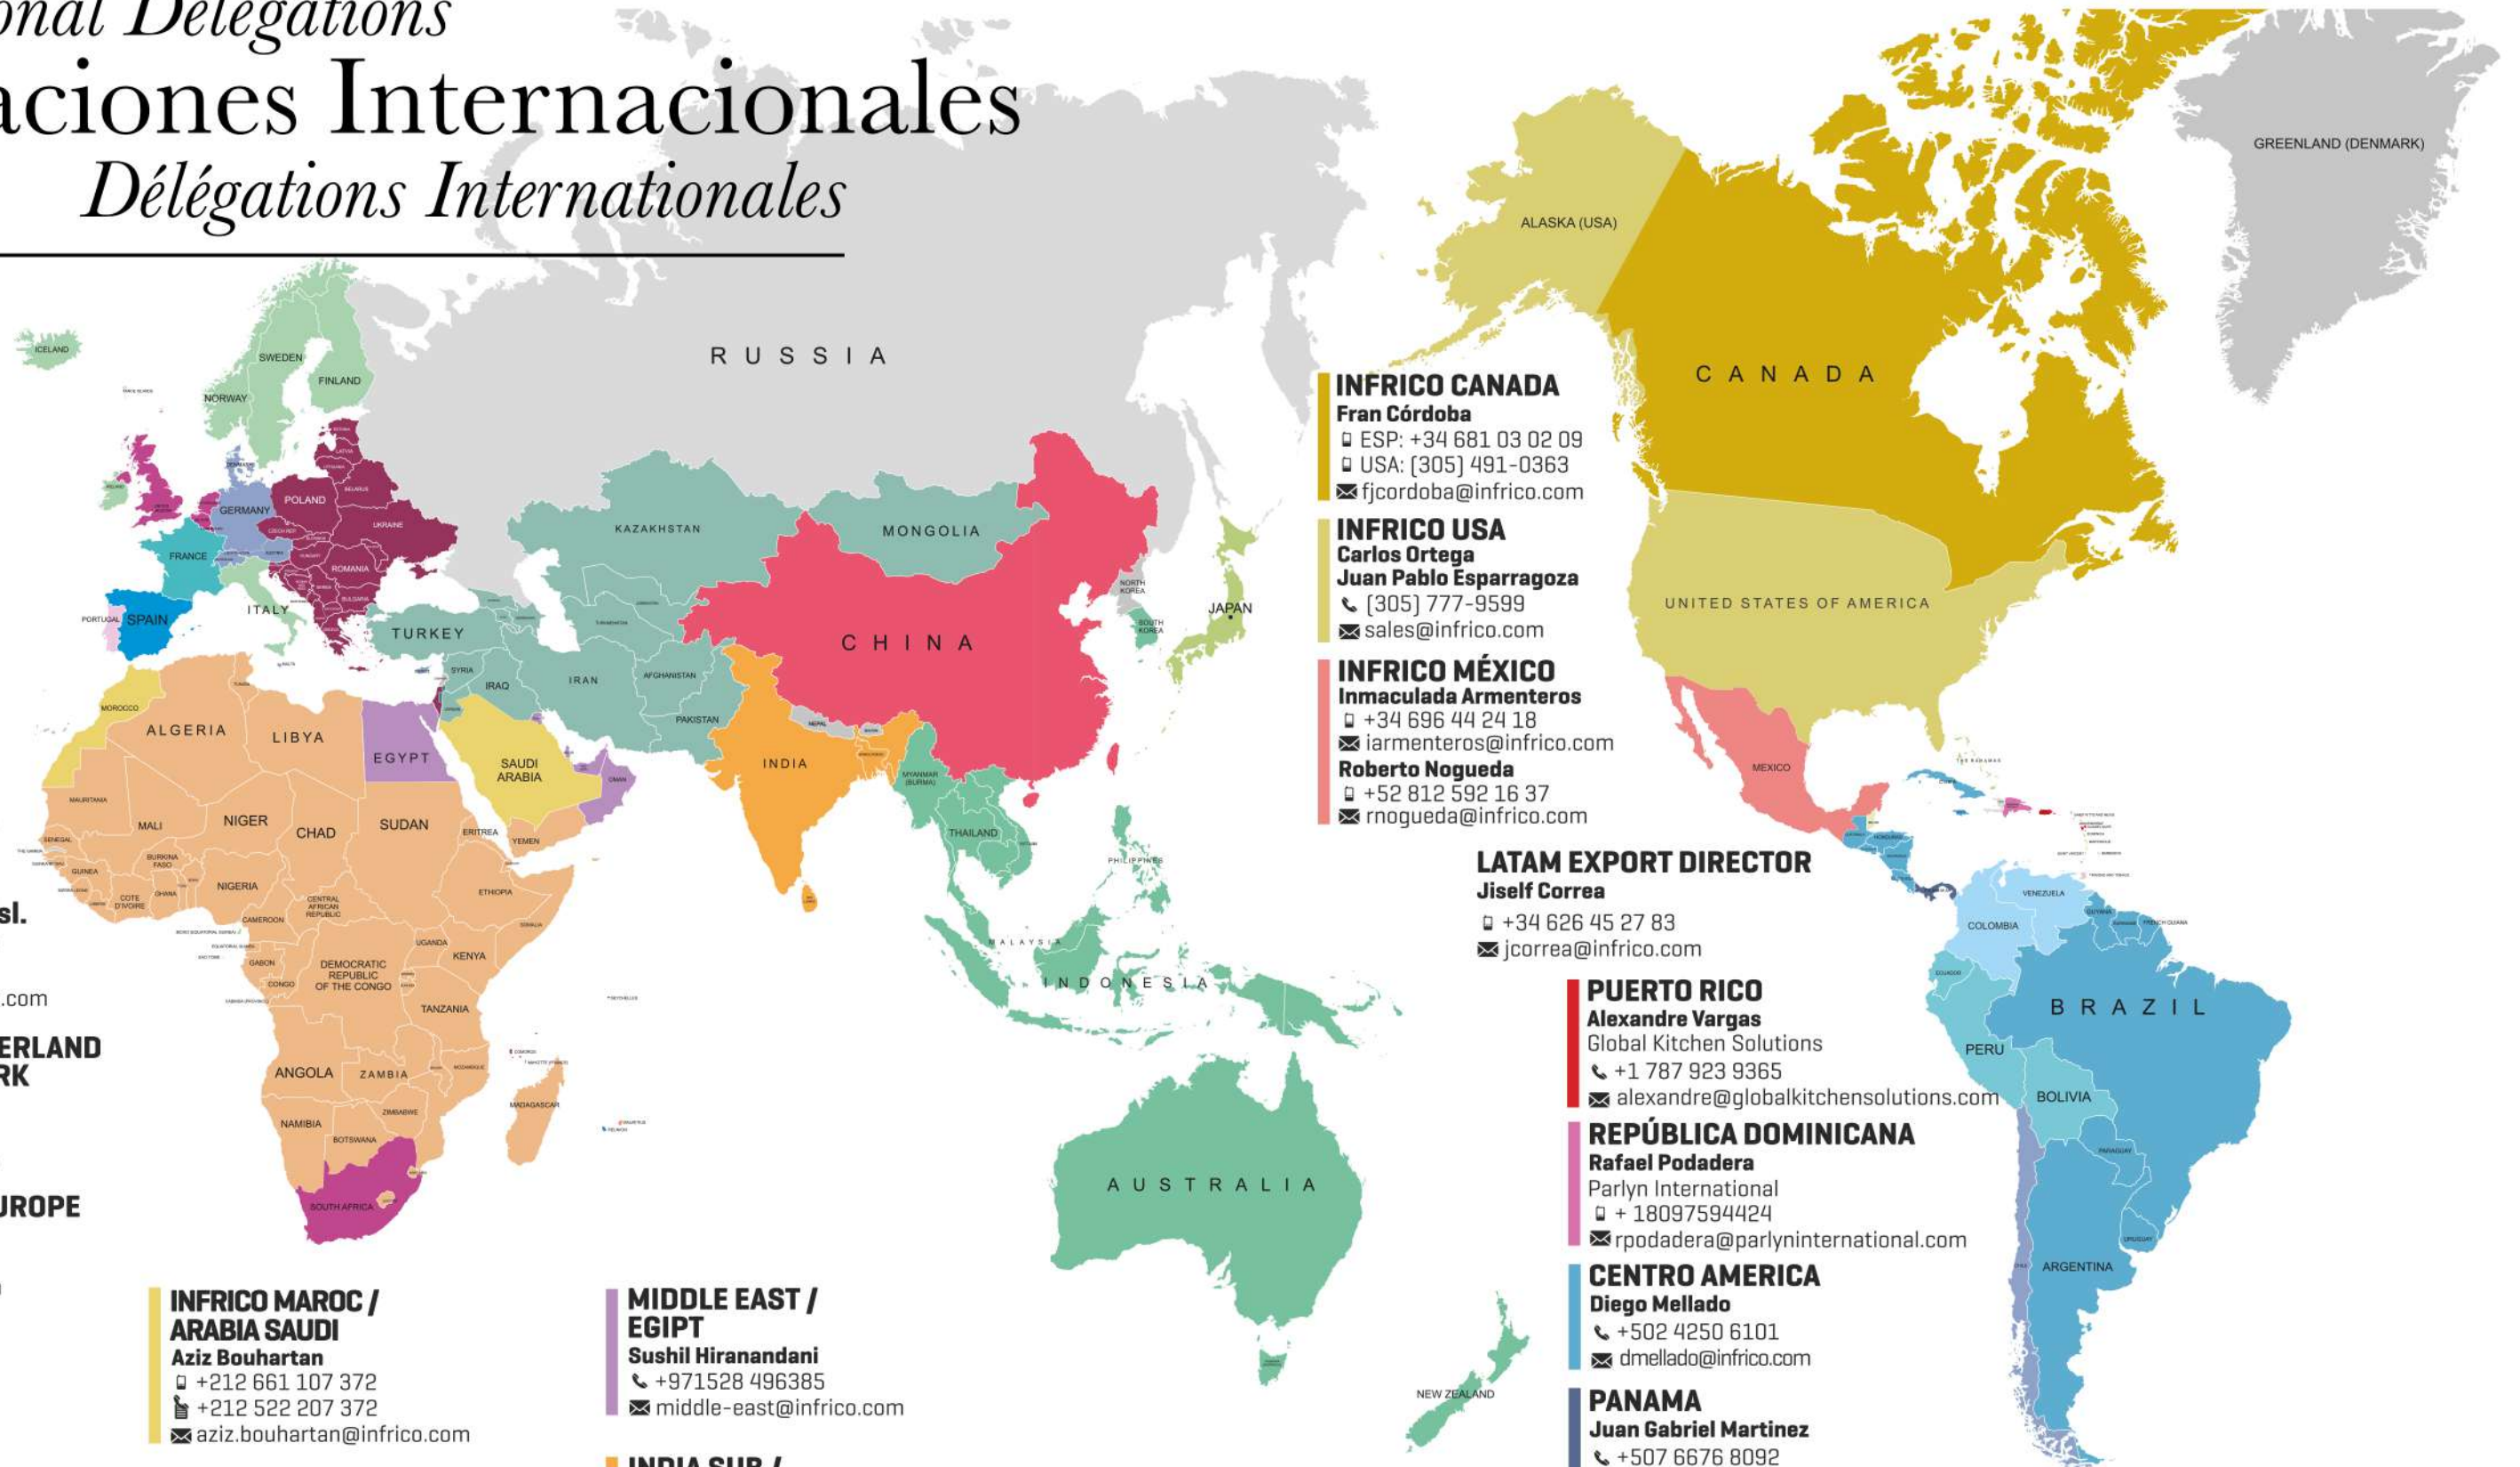 onal Delegations
aciones Internacionales
Délégations Internationales
GREENLAND (DENMARK)
ALASKA (USA)
CANADA
RUSSIA
ICELAND
SWEDEN
FINLAND
NORWAY
POLAND
GERMANY
UKRAINE
FRANCE
ROMANIA
ITALY
PORTUGAL
SPAIN
TURKEY
KAZAKHSTAN
MONGOLIA
NORTH
KOREA
SOUTH
KOREA
JAPAN
CHINA
SYRIA
IRAQ
IRAN
AFGHANISTAN
PAKISTAN
NEPAL
INDIA
MYANMAR
(BURMA)
THAILAND
PHILIPPINES
MALAYSIA
INDONESIA
AUSTRALIA
NEW ZEALAND
MOROCCO
ALGERIA
LIBYA
EGYPT
SAUDI
ARABIA
OMAN
YEMEN
MAURITANIA
MALI
NIGER
CHAD
SUDAN
ERITREA
SENEGAL
BURKINA
FASO
GUINEA
COTE
D'IVOIRE
GHANA
NIGERIA
CENTRAL
AFRICAN
REPUBLIC
CAMEROON
ETHIOPIA
SOMALIA
UGANDA
KENYA
GABON
CONGO
DEMOCRATIC
REPUBLIC
OF THE CONGO
TANZANIA
ANGOLA
ZAMBIA
MOZAMBIQUE
MADAGASCAR
ZIMBABWE
NAMIBIA
BOTSWANA
SOUTH AFRICA
UNITED STATES OF AMERICA
MEXICO
THE BAHAMAS
VENEZUELA
COLOMBIA
GUYANA
FRENCH GUIANA
ECUADOR
PERU
BRAZIL
BOLIVIA
PARAGUAY
URUGUAY
ARGENTINA
INFRICO CANADA
Fran Córdoba
ESP: +34 681 03 02 09
USA: (305) 491-0363
fjcordoba@infrico.com
INFRICO USA
Carlos Ortega
Juan Pablo Esparragoza
(305) 777-9599
sales@infrico.com
INFRICO MÉXICO
Inmaculada Armenteros
+34 696 44 24 18
iarmenteros@infrico.com
Roberto Nogueda
+52 812 592 16 37
rnogueda@infrico.com
LATAM EXPORT DIRECTOR
Jiself Correa
+34 626 45 27 83
jcorrea@infrico.com
PUERTO RICO
Alexandre Vargas
Global Kitchen Solutions
+1 787 923 9365
alexandre@globalkitchensolutions.com
REPÚBLICA DOMINICANA
Rafael Podadera
Parlyn International
+ 18097594424
rpodadera@parlyninternational.com
CENTRO AMERICA
Diego Mellado
+502 4250 6101
dmellado@infrico.com
PANAMA
Juan Gabriel Martinez
+507 6676 8092
sl.
.com
ERLAND
RK
UROPE
INFRICO MAROC /
ARABIA SAUDI
Aziz Bouhartan
+212 661 107 372
+212 522 207 372
aziz.bouhartan@infrico.com
MIDDLE EAST /
EGIPT
Sushil Hiranandani
+971528 496385
middle-east@infrico.com
INDIA SUB /